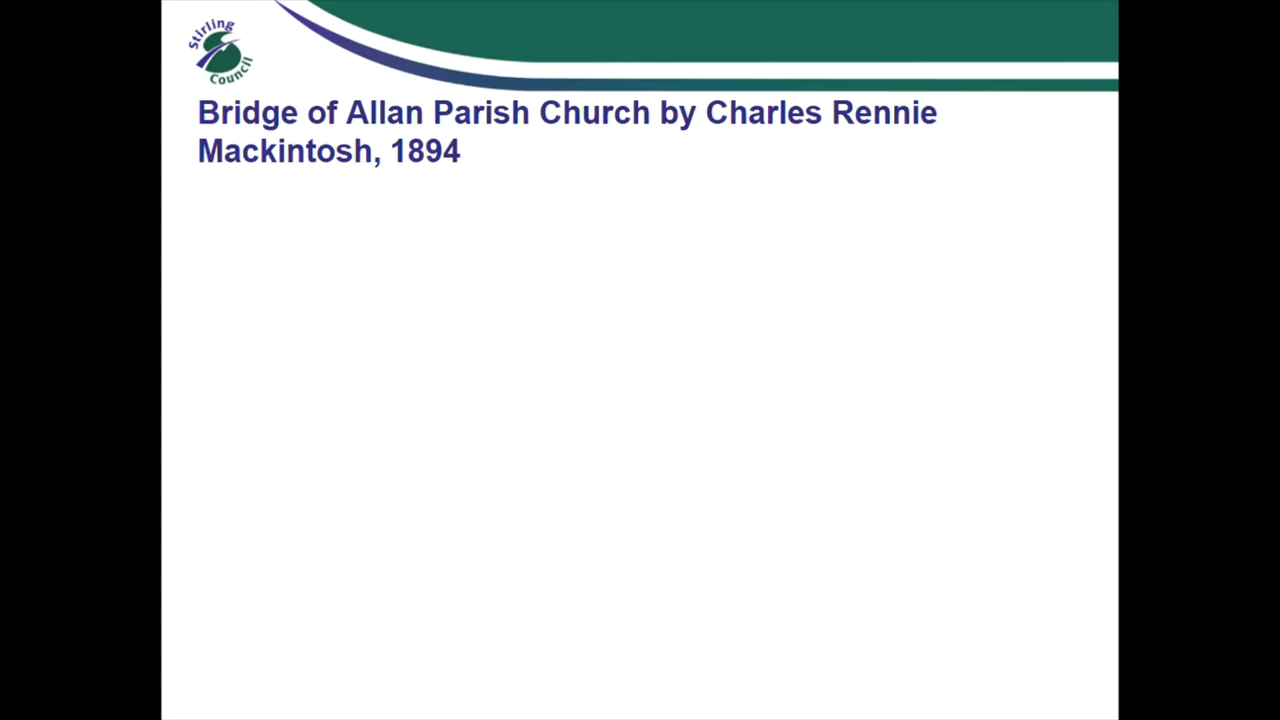 Stirling
Council
Bridge of Allan Parish Church by Charles Rennie
Mackintosh, 1894